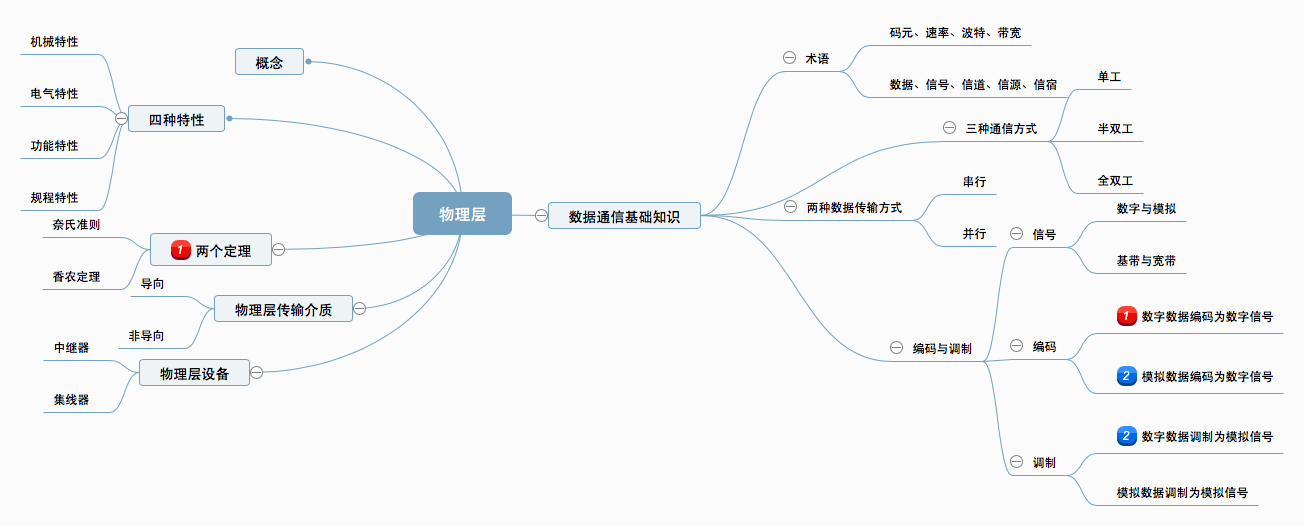 物理层
概念
四种特性
机械特性
电气特性
功能特性
规程特性
1 两个定理
奈氏准则
香农定理
物理层传输介质
导向
非导向
物理层设备
中继器
集线器
数据通信基础知识
术语
码元、速率、波特、带宽
数据、信号、信道、信源、信宿
三种通信方式
单工
半双工
全双工
两种数据传输方式
串行
并行
编码与调制
信号
数字与模拟
基带与宽带
编码
1 数字数据编码为数字信号
2 模拟数据编码为数字信号
调制
2 数字数据调制为模拟信号
模拟数据调制为模拟信号